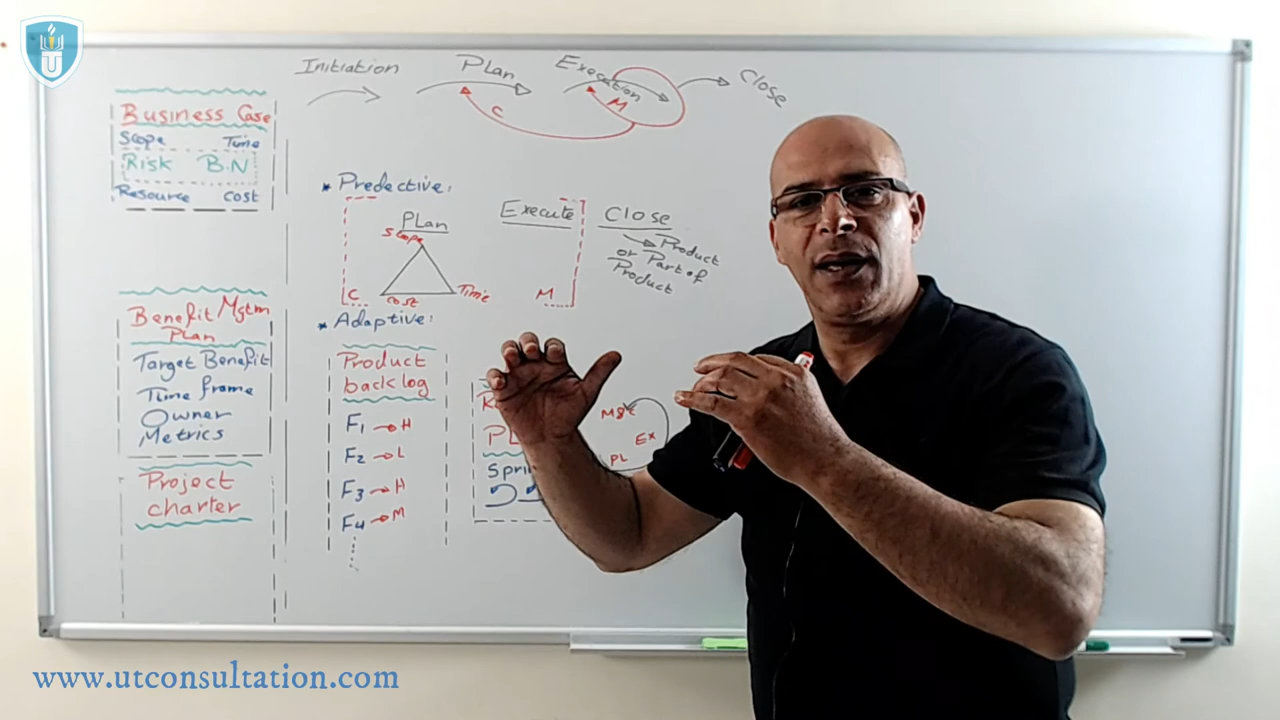 U
Initiation
Plan
Execution
M
C
Close
Business Case
Scope Time
Risk B.N
Resource cost
* Predective:
PLan
Scope
Cost
Time
C
Execute
M
Close
Product
or Part of
Product
Benefit Mgtm
Plan
Target Benefit
Time frame
Owner
Metrics
Project
charter
* Adaptive:
Product
backlog
F1 → H
F2 → L
F3 → H
F4 → M
Mgt
EX
PL
www.utconsultation.com